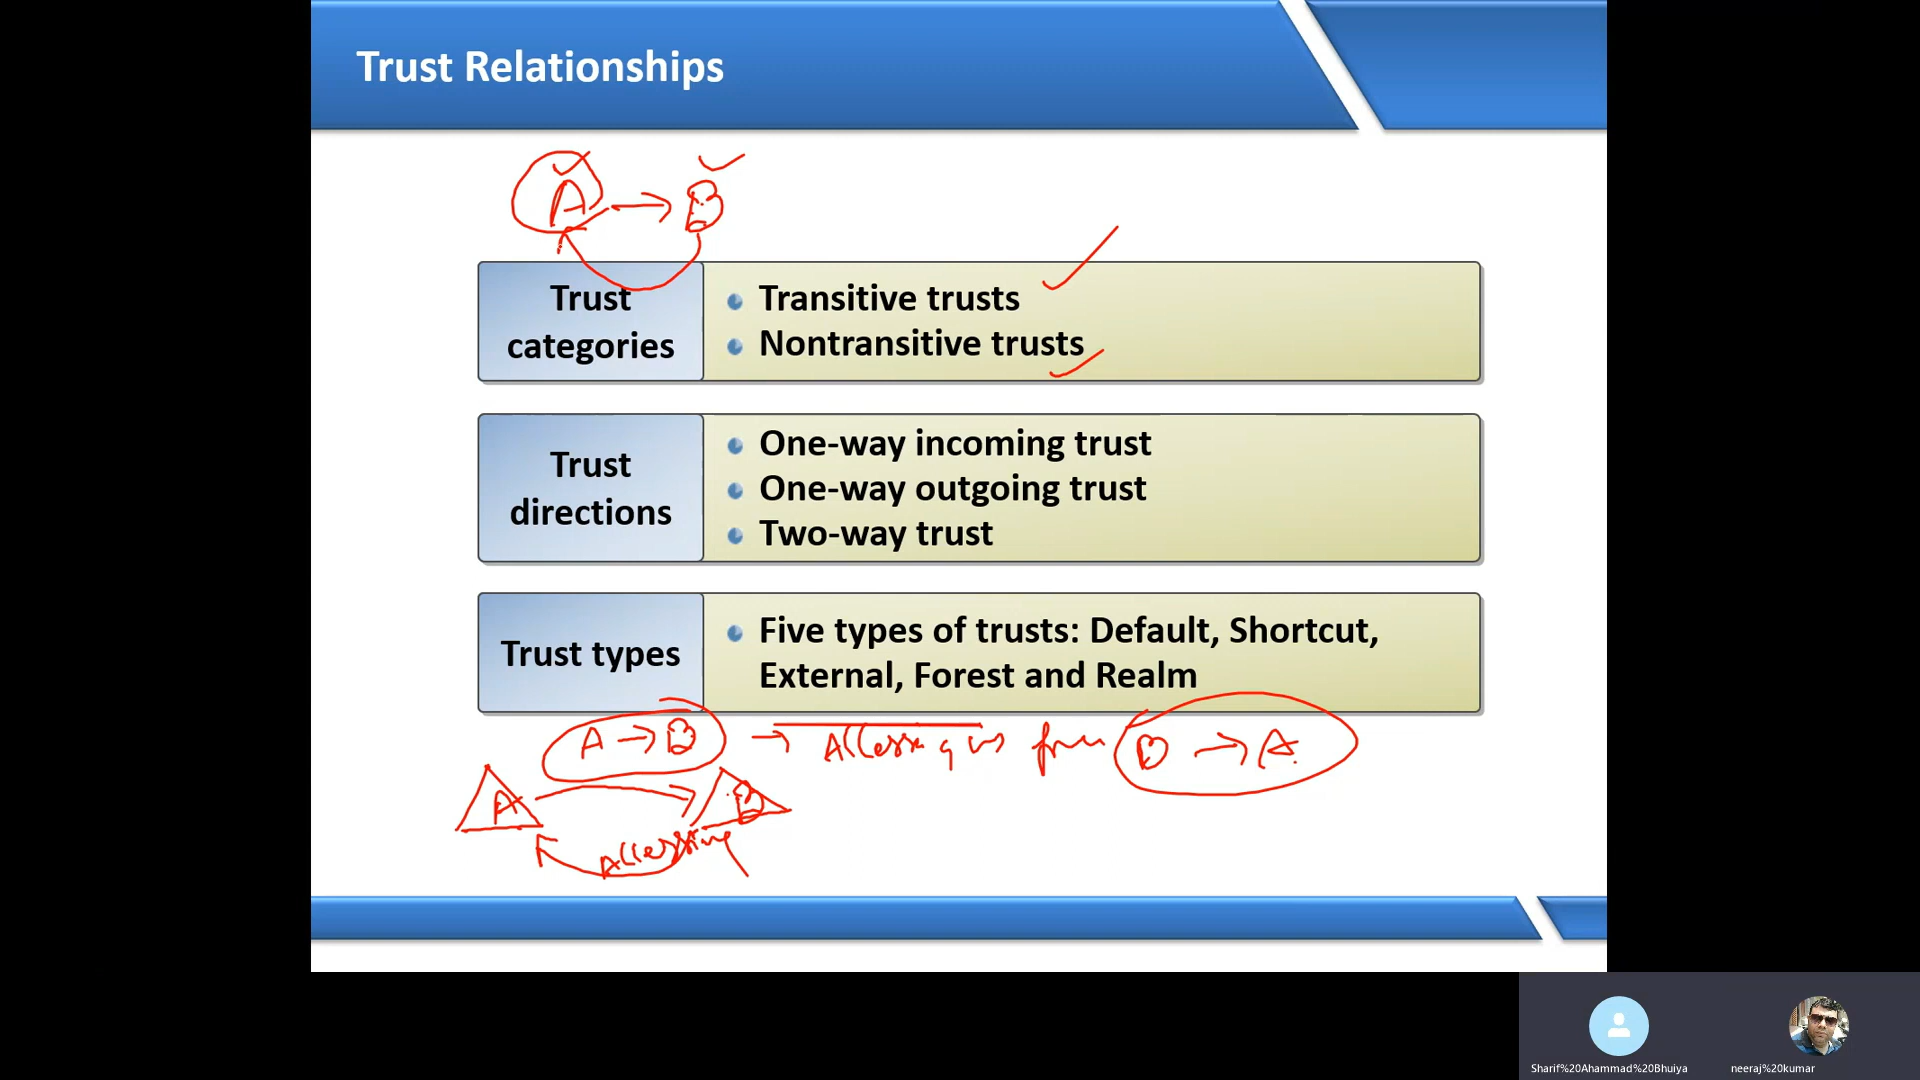 Trust Relationships
A → B
Trust
categories
Transitive trusts
Nontransitive trusts
Trust
directions
One-way incoming trust
One-way outgoing trust
Two-way trust
Trust types
Five types of trusts: Default, Shortcut,
External, Forest and Realm
A → B → from B → A
A B
Accessing
Sharif%20Ahammad%20Bhuiya
neeraj%20kumar